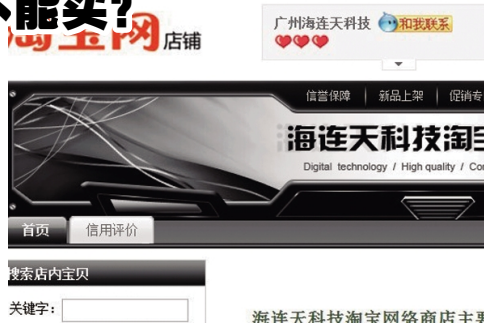 不能买?
淘宝网店铺
广州海连天科技 和我联系
信誉保障 新品上架 促销专
海连天科技淘宝
Digital technology / High quality / Co
首页 信用评价
搜索店内宝贝
关键字:
海连天科技淘宝网络商店主要